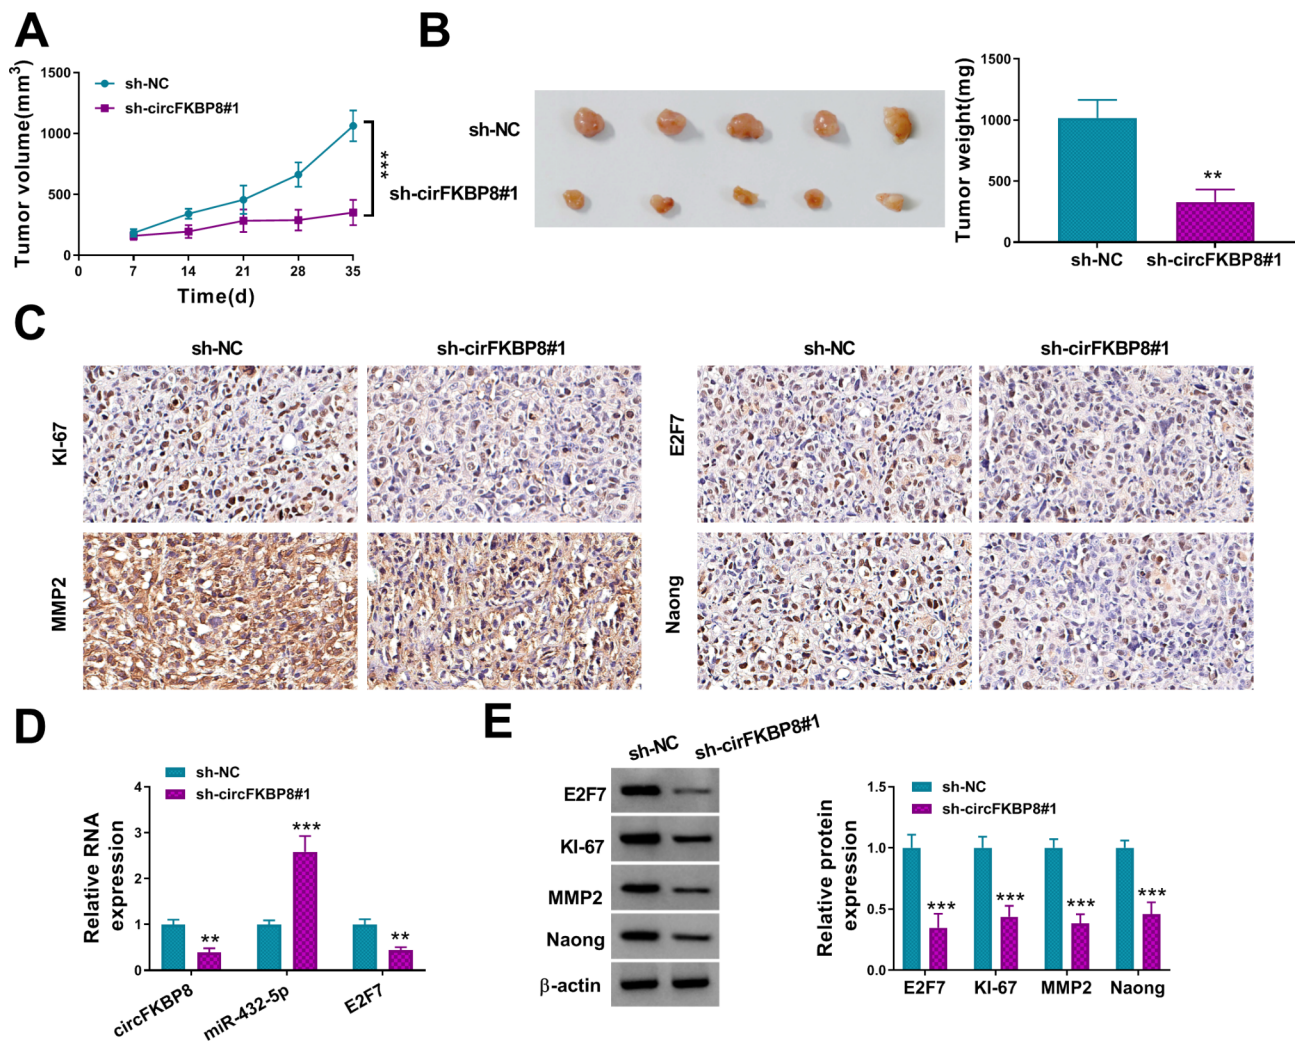 A
Tumor volume(mm3)
1500
1000
500
0
sh-NC
sh-circFKBP8#1
***
0
7
14
21
28
35
Time(d)
B
sh-NC
sh-cirFKBP8#1
Tumor weight(mg)
1500
1000
500
0
**
sh-NC
sh-circFKBP8#1
C
sh-NC
sh-cirFKBP8#1
sh-NC
sh-cirFKBP8#1
KI-67
E2F7
MMP2
Naong
D
sh-NC
sh-circFKBP8#1
Relative RNA
expression
4
3
2
1
0
**
***
**
circFKBP8
miR-432-5p
E2F7
E
sh-NC
sh-cirFKBP8#1
E2F7
KI-67
MMP2
Naong
β-actin
sh-NC
sh-circFKBP8#1
Relative protein
expression
1.5
1.0
0.5
0.0
***
***
***
***
E2F7
KI-67
MMP2
Naong